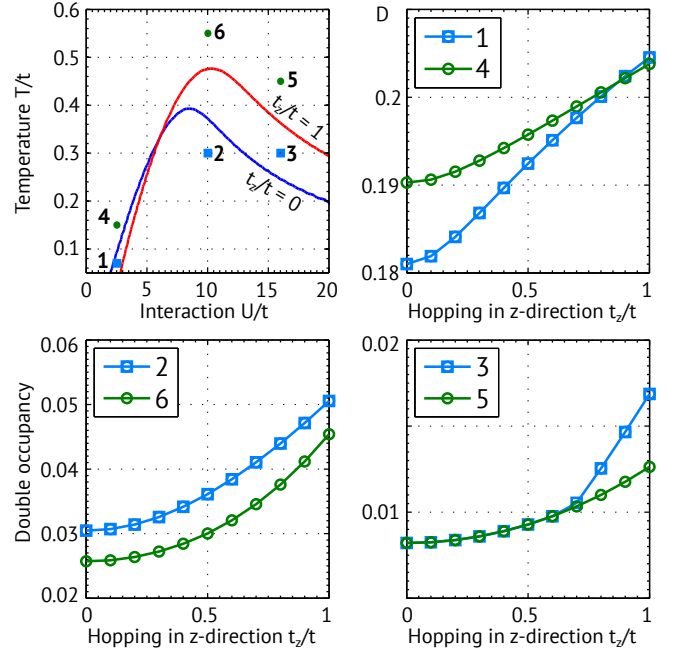 0.6
0.5
0.4
0.3
0.2
0.1
Temperature T/t
6
5
2
3
4
1
t_z/t = 1
t_z/t = 0
0 5 10 15 20
Interaction U/t
D
1
4
0.2
0.19
0.18
0 0.5 1
Hopping in z-direction t_z/t
0.06
0.05
0.04
0.03
0.02
Double occupancy
2
6
0 0.5 1
Hopping in z-direction t_z/t
0.02
0.01
3
5
0 0.5 1
Hopping in z-direction t_z/t